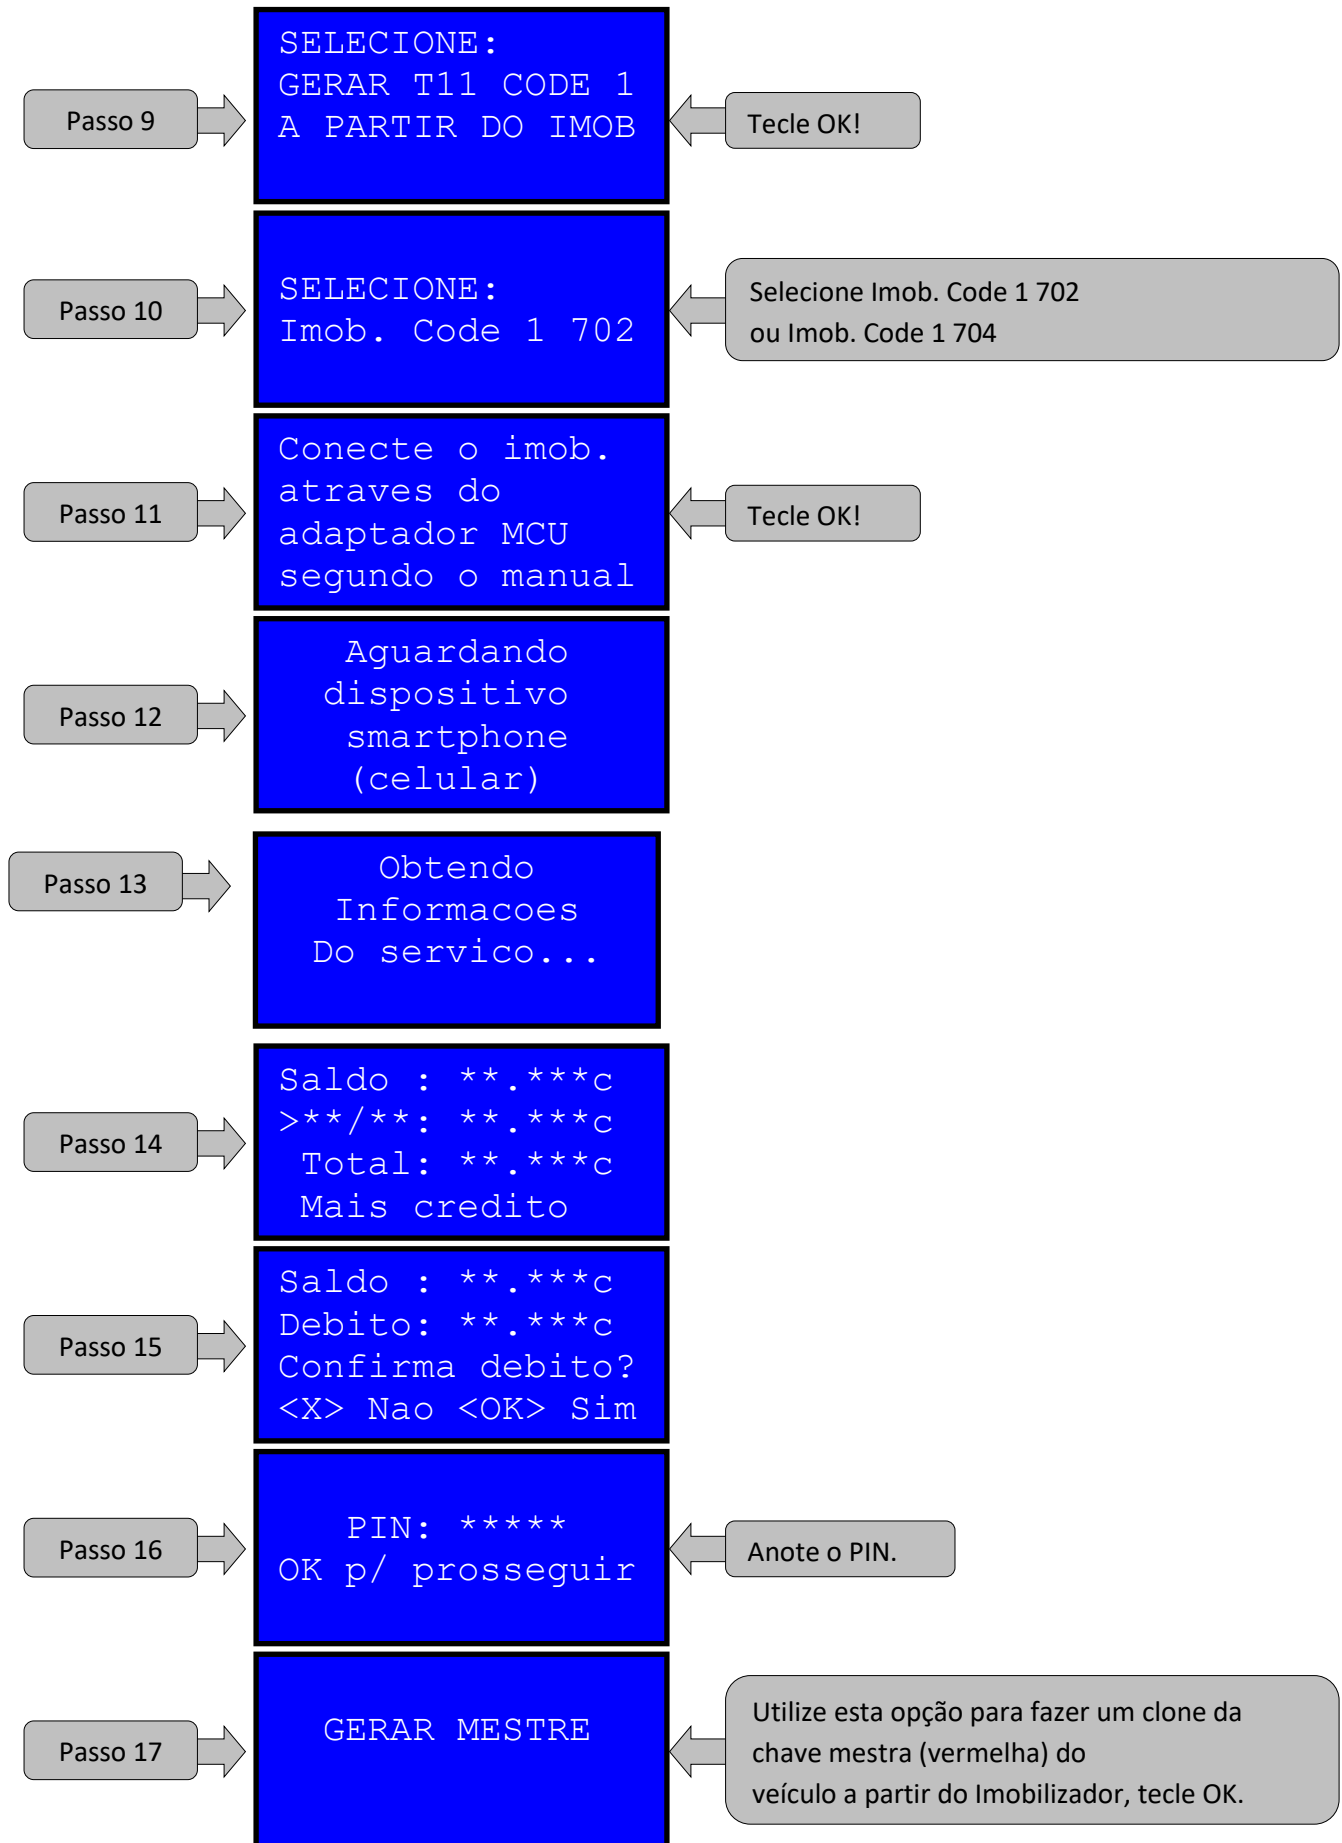 Passo 9
SELECIONE:
GERAR T11 CODE 1
A PARTIR DO IMOB
Tecle OK!
Passo 10
SELECIONE:
Imob. Code 1 702
Selecione Imob. Code 1 702
ou Imob. Code 1 704
Passo 11
Conecte o imob.
atraves do
adaptador MCU
segundo o manual
Tecle OK!
Passo 12
Aguardando
dispositivo
smartphone
(celular)
Passo 13
Obtendo
Informacoes
Do servico...
Passo 14
Saldo : **.***c
>**/**: **.***c
Total: **.***c
Mais credito
Passo 15
Saldo : **.***c
Debito: **.***c
Confirma debito?
<X> Nao <OK> Sim
Passo 16
PIN: *****
OK p/ prosseguir
Anote o PIN.
Passo 17
GERAR MESTRE
Utilize esta opção para fazer um clone da
chave mestra (vermelha) do
veículo a partir do Imobilizador, tecle OK.